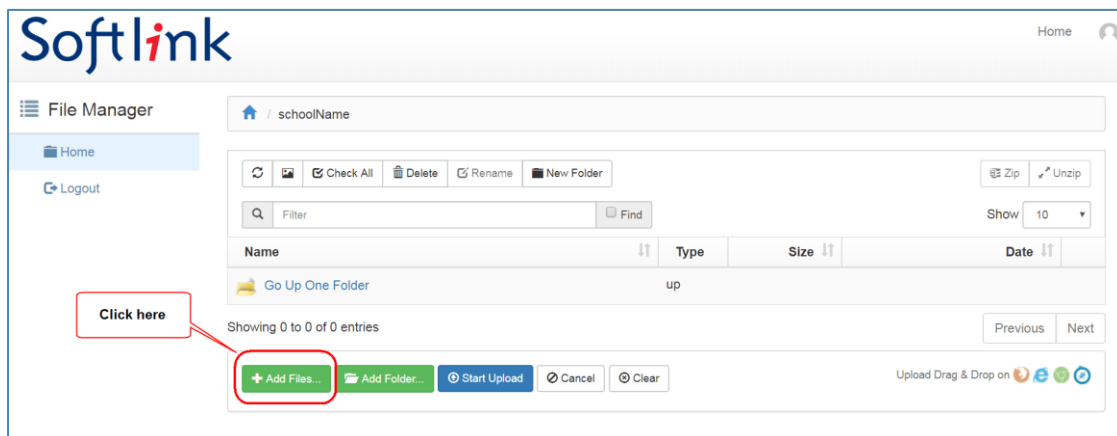 Softlink
Home
File Manager
/ schoolName
Home
Logout
Check All Delete Rename New Folder Zip Unzip
Filter Find Show 10
Name Type Size Date
Go Up One Folder up
Click here
Showing 0 to 0 of 0 entries Previous Next
+ Add Files... Add Folder... Start Upload Cancel Clear Upload Drag & Drop on